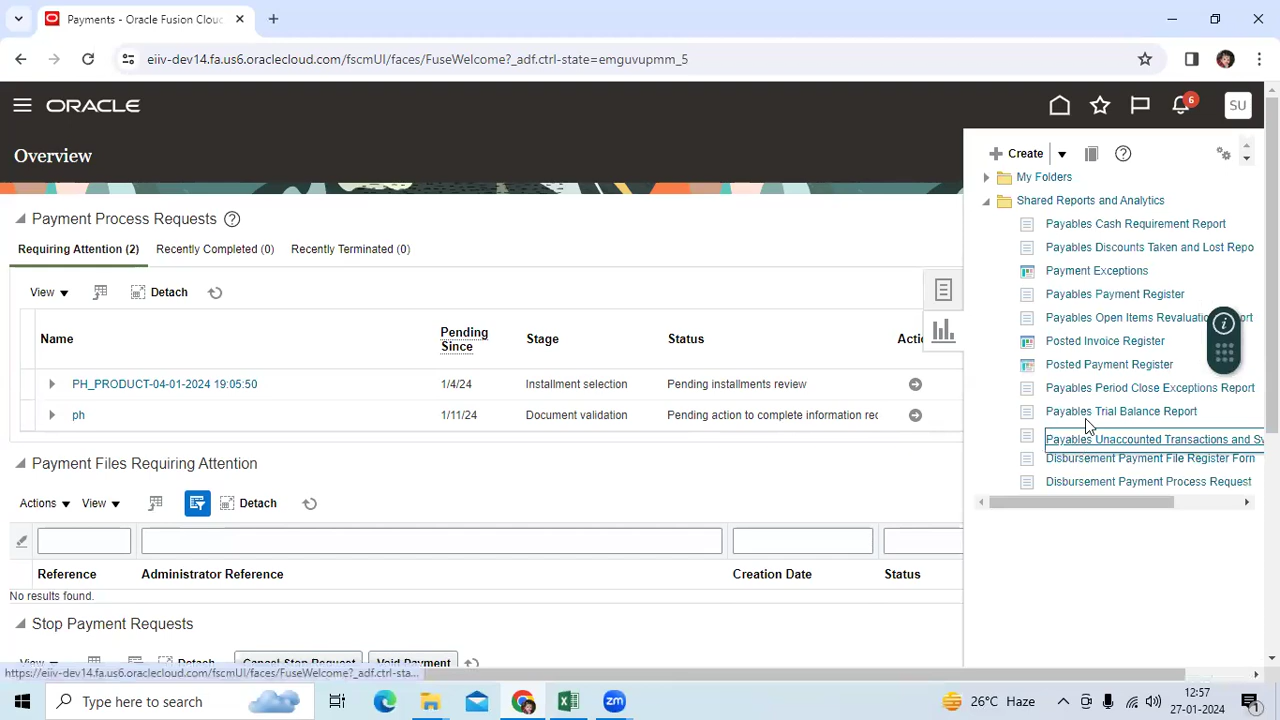 Payments - Oracle Fusion Clou
eiiv-dev14.fa.us6.oraclecloud.com/fscmUI/faces/FuseWelcome?_adf.ctrl-state=emguvupmm_5
ORACLE
6
SU
Overview
Create
My Folders
Shared Reports and Analytics
Payables Cash Requirement Report
Payables Discounts Taken and Lost Repo
Payment Exceptions
Payables Payment Register
Payables Open Items Revaluatio ort
Posted Invoice Register
Posted Payment Register
Payables Period Close Exceptions Report
Payables Trial Balance Report
Payables Unaccounted Transactions and Sw
Disbursement Payment File Register Form
Disbursement Payment Process Request
Payment Process Requests
Requiring Attention (2) Recently Completed (0) Recently Terminated (0)
View Detach
Name Pending Since Stage Status Actio
PH_PRODUCT-04-01-2024 19:05:50 1/4/24 Installment selection Pending installments review
ph 1/11/24 Document validation Pending action to complete information rec
Payment Files Requiring Attention
Actions View Detach
Reference Administrator Reference Creation Date Status
No results found.
Stop Payment Requests
View Detach Cancel Stop Request Void Payment
https://eiiv-dev14.fa.us6.oraclecloud.com/fscmUI/faces/FuseWelcome?_adf.ctrl-sta...
Type here to search
26°C Haze
12:57
27-01-2024
1